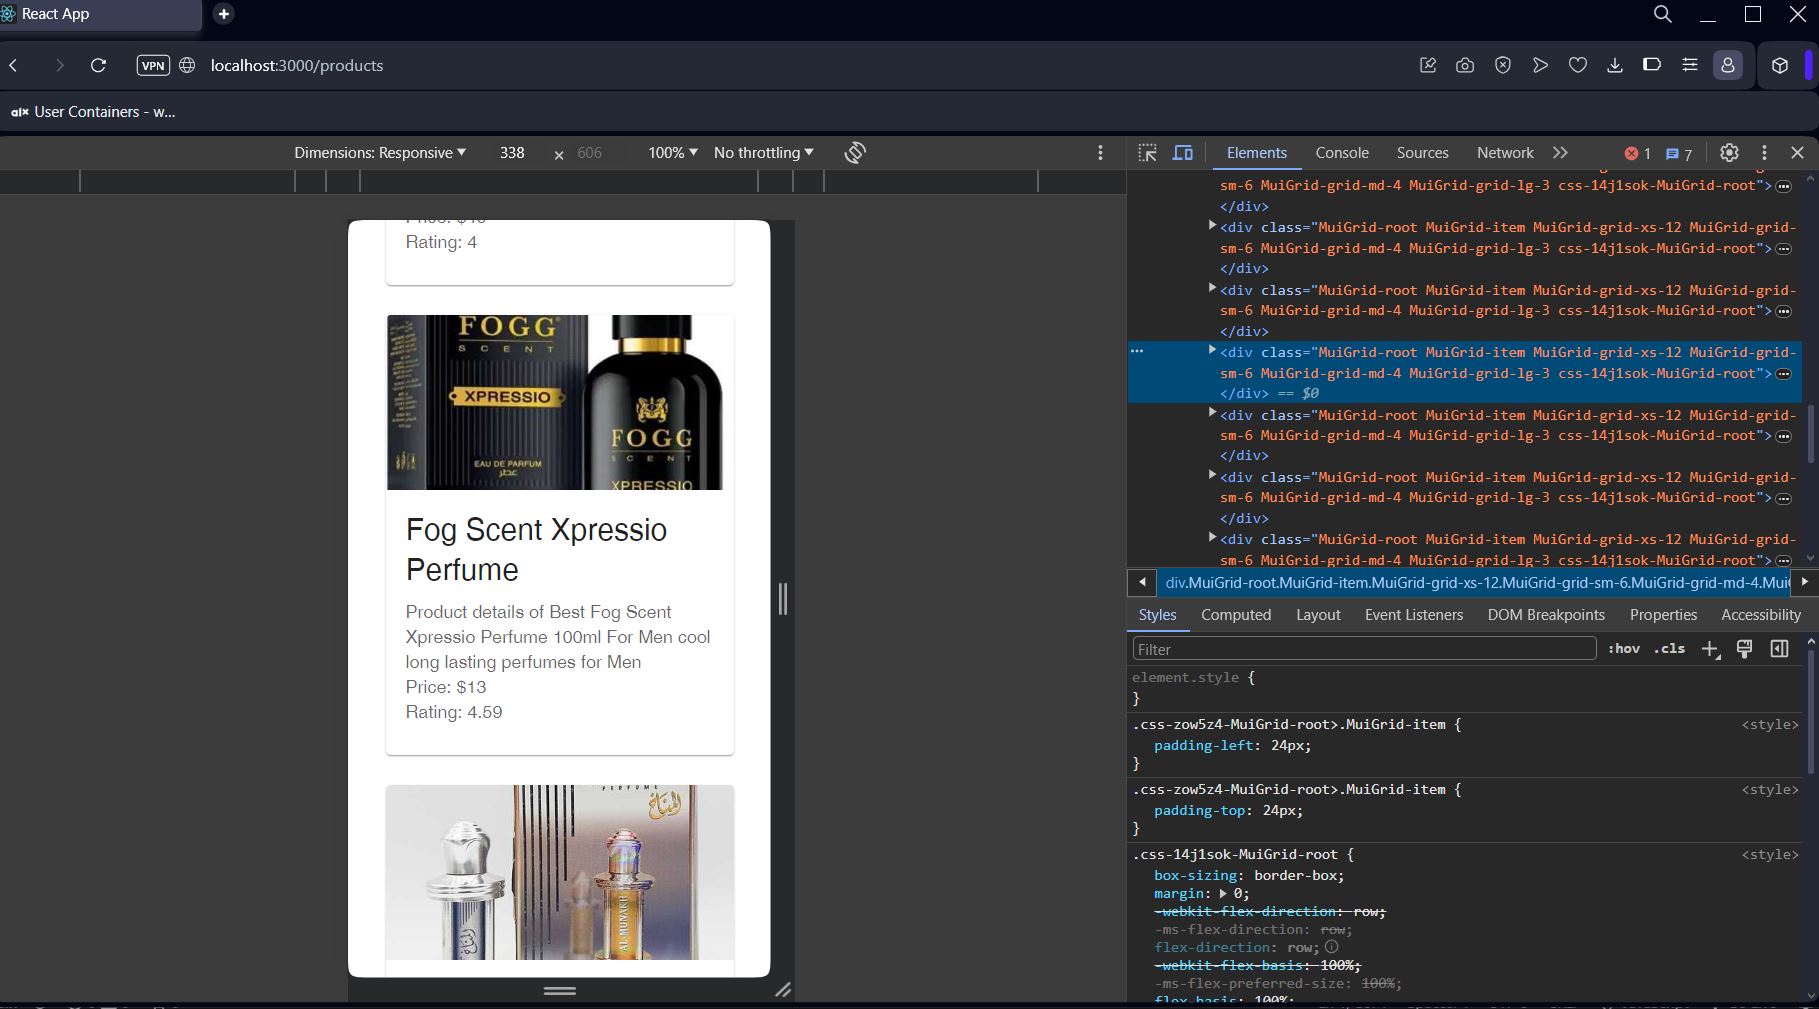 React App
VPN
localhost:3000/products
alx User Containers - w...
Dimensions: Responsive 338 × 606 100% No throttling
Elements Console Sources Network 1 7
sm-6 MuiGrid-grid-md-4 MuiGrid-grid-lg-3 css-14j1sok-MuiGrid-root">
</div>
<div class="MuiGrid-root MuiGrid-item MuiGrid-grid-xs-12 MuiGrid-grid-
sm-6 MuiGrid-grid-md-4 MuiGrid-grid-lg-3 css-14j1sok-MuiGrid-root">
</div>
<div class="MuiGrid-root MuiGrid-item MuiGrid-grid-xs-12 MuiGrid-grid-
sm-6 MuiGrid-grid-md-4 MuiGrid-grid-lg-3 css-14j1sok-MuiGrid-root">
</div>
<div class="MuiGrid-root MuiGrid-item MuiGrid-grid-xs-12 MuiGrid-grid-
sm-6 MuiGrid-grid-md-4 MuiGrid-grid-lg-3 css-14j1sok-MuiGrid-root">
</div> == $0
<div class="MuiGrid-root MuiGrid-item MuiGrid-grid-xs-12 MuiGrid-grid-
sm-6 MuiGrid-grid-md-4 MuiGrid-grid-lg-3 css-14j1sok-MuiGrid-root">
</div>
<div class="MuiGrid-root MuiGrid-item MuiGrid-grid-xs-12 MuiGrid-grid-
sm-6 MuiGrid-grid-md-4 MuiGrid-grid-lg-3 css-14j1sok-MuiGrid-root">
</div>
<div class="MuiGrid-root MuiGrid-item MuiGrid-grid-xs-12 MuiGrid-grid-
sm-6 MuiGrid-grid-md-4 MuiGrid-grid-lg-3 css-14j1sok-MuiGrid-root">
div.MuiGrid-root.MuiGrid-item.MuiGrid-grid-xs-12.MuiGrid-grid-sm-6.MuiGrid-grid-md-4.Mui
Styles Computed Layout Event Listeners DOM Breakpoints Properties Accessibility
Filter :hov .cls
element.style {
}
.css-zow5z4-MuiGrid-root>.MuiGrid-item { <style>
padding-left: 24px;
}
.css-zow5z4-MuiGrid-root>.MuiGrid-item { <style>
padding-top: 24px;
}
.css-14j1sok-MuiGrid-root { <style>
box-sizing: border-box;
margin: 0;
-webkit-flex-direction: row;
-ms-flex-direction: row;
flex-direction: row;
-webkit-flex-basis: 100%;
-ms-flex-preferred-size: 100%;
flex-basis: 100%;
Rating: 4
FOGG
SCENT
XPRESSIO
EAU DE PARFUM
عطر
FOGG
SCENT
XPRESSIO
Fog Scent Xpressio
Perfume
Product details of Best Fog Scent
Xpressio Perfume 100ml For Men cool
long lasting perfumes for Men
Price: $13
Rating: 4.59
PERFUME
المناخ
AL-MUNAKH